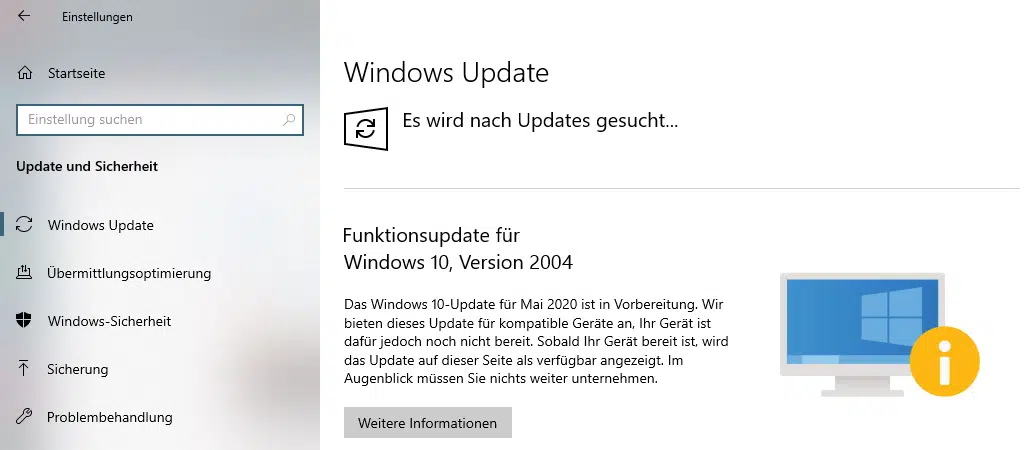 Einstellungen
Startseite
Einstellung suchen
Update und Sicherheit
Windows Update
Übermittlungsoptimierung
Windows-Sicherheit
Sicherung
Problembehandlung
Windows Update
Es wird nach Updates gesucht...
Funktionsupdate für
Windows 10, Version 2004
Das Windows 10-Update für Mai 2020 ist in Vorbereitung. Wir
bieten dieses Update für kompatible Geräte an, Ihr Gerät ist
dafür jedoch noch nicht bereit. Sobald Ihr Gerät bereit ist, wird
das Update auf dieser Seite als verfügbar angezeigt. Im
Augenblick müssen Sie nichts weiter unternehmen.
Weitere Informationen